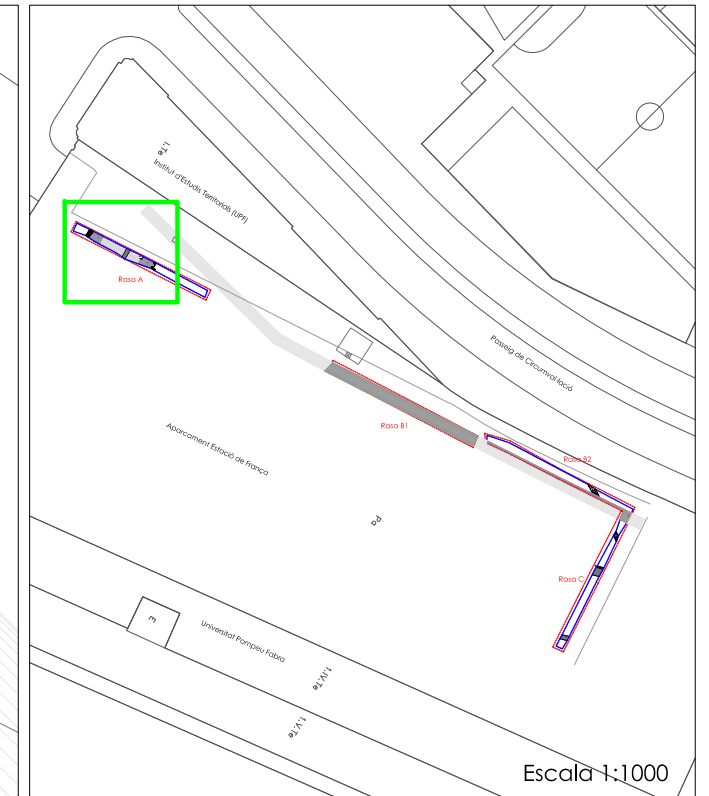 I.Te
Institut d'Estudis Territorials (UPF)
Rasa A
Passeig de Circumval·lació
Rasa B1
Aparcament Estació de França
Rasa B2
Pa
Rasa C
E
Universitat Pompeu Fabra
1.IV.Te
1.V.Te
Escala 1:1000